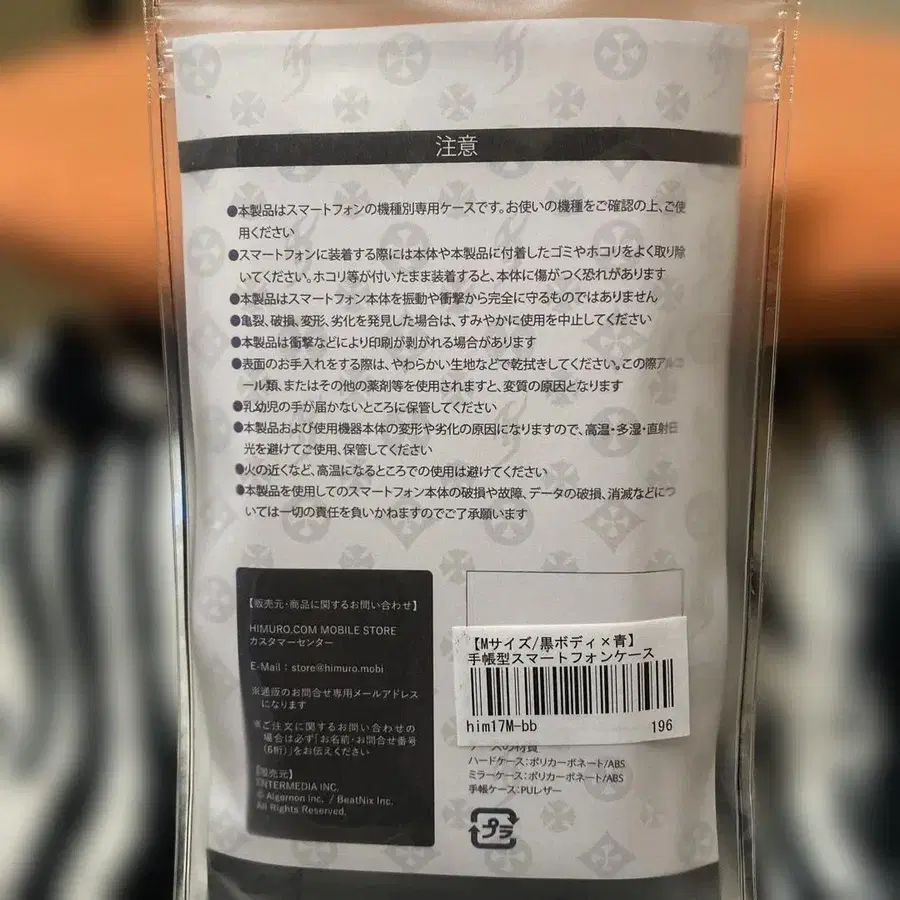 注意
●本製品はスマートフォンの機種別専用ケースです。お使いの機種をご確認の上、ご使
用ください
●スマートフォンに装着する際には本体や本製品に付着したゴミやホコリをよく取り除
いてください。ホコリ等が付いたまま装着すると、本体に傷がつく恐れがあります
●本製品はスマートフォン本体を振動や衝撃から完全に守るものではありません
●亀裂、破損、変形、劣化を発見した場合は、すみやかに使用を中止してください
●本製品は衝撃などにより印刷が剥がれる場合があります
●表面のお手入れをする際は、やわらかい生地などで乾拭きしてください。この際アルコ
ール類、またはその他の薬剤等を使用されますと、変質の原因となります
●乳幼児の手が届かないところに保管してください
●本製品および使用機器本体の変形や劣化の原因になりますので、高温・多湿・直射日
光を避けてご使用、保管してください
●火の近くなど、高温になるところでの使用は避けてください
●本製品を使用してのスマートフォン本体の破損や故障、データの破損、消滅などにつ
いては一切の責任を負いかねますのでご了承願います
【販売元・商品に関するお問い合わせ】
HIMURO.COM MOBILE STORE
カスタマーセンター
E-Mail : store@himuro.mobi
※通販のお問合せ専用メールアドレス
になります
※ご注文に関するお問い合わせの
場合は必ず「お名前・お問合せ番号
(6桁)」をお伝えください
【販売元】
ENTERMEDIA INC.
© Algernon Inc. / BeatNix Inc.
All Rights Reserved.
【Mサイズ/黒ボディ×青】
手帳型スマートフォンケース
him17M-bb 196
ケースの材質
ハードケース:ポリカーボネート/ABS
ミラーケース:ポリカーボネート/ABS
手帳ケース:PUレザー
プラ